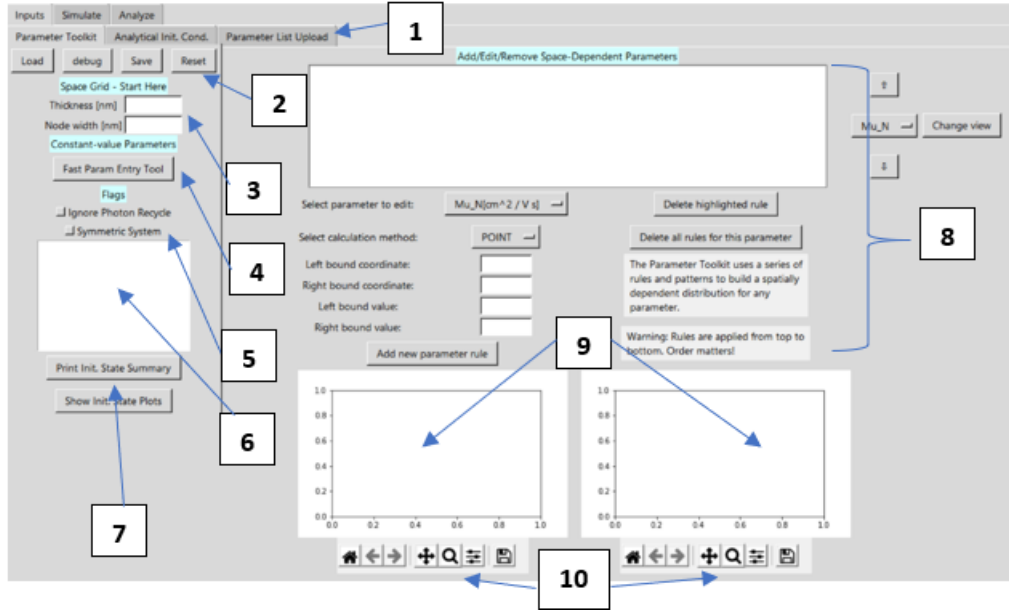 Inputs Simulate Analyze
Parameter Toolkit Analytical Init. Cond. Parameter List Upload
1
Load debug Save Reset
2
Space Grid - Start Here
Thickness [nm]
Node width [nm]
3
Constant-value Parameters
Fast Param Entry Tool
4
Flags
Ignore Photon Recycle
Symmetric System
5
6
Print Init. State Summary
Show Init. State Plots
7
Add/Edit/Remove Space-Dependent Parameters
⇧
Mu_N Change view
⇩
8
Select parameter to edit: Mu_N[cm^2 / V s] Delete highlighted rule
Select calculation method: POINT Delete all rules for this parameter
Left bound coordinate:
Right bound coordinate:
Left bound value:
Right bound value:
Add new parameter rule
The Parameter Toolkit uses a series of
rules and patterns to build a spatially
dependent distribution for any
parameter.
Warning: Rules are applied from top to
bottom. Order matters!
9
1.0
0.8
0.6
0.4
0.2
0.0
0.0 0.2 0.4 0.6 0.8 1.0
1.0
0.8
0.6
0.4
0.2
0.0
0.0 0.2 0.4 0.6 0.8 1.0
10